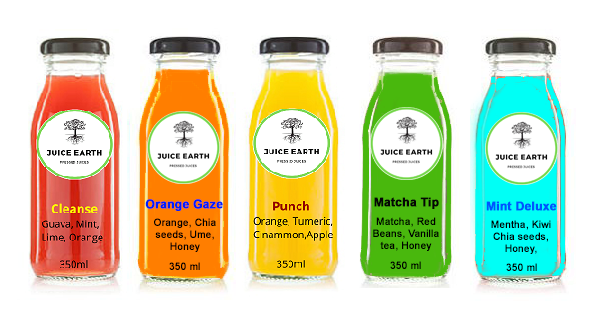 JUICE EARTH
PRESSED JUICES
Cleanse
Guava, Mint,
Lime, Orange
350ml
JUICE EARTH
PRESSED JUICES
Orange Gaze
Orange, Chia
seeds, Ume,
Honey
350 ml
JUICE EARTH
PRESSED JUICES
Punch
Orange, Tumeric,
Cinammon,Apple
350ml
JUICE EARTH
PRESSED JUICES
Matcha Tip
Matcha, Red
Beans, Vanilla
tea, Honey
350 ml
JUICE EARTH
PRESSED JUICES
Mint Deluxe
Mentha, Kiwi
Chia seeds,
Honey,
350 ml